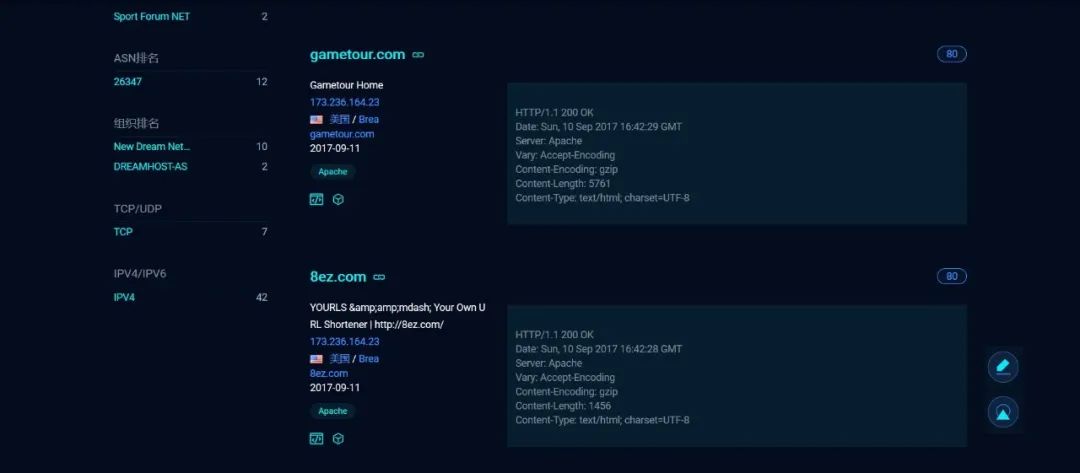 Sport Forum NET 2
ASN排名
26347 12
组织排名
New Dream Net... 10
DREAMHOST-AS 2
TCP/UDP
TCP 7
IPV4/IPV6
IPV4 42
gametour.com 80
Gametour Home
173.236.164.23
美国 / Brea
gametour.com
2017-09-11
Apache
HTTP/1.1 200 OK
Date: Sun, 10 Sep 2017 16:42:29 GMT
Server: Apache
Vary: Accept-Encoding
Content-Encoding: gzip
Content-Length: 5761
Content-Type: text/html; charset=UTF-8
8ez.com 80
YOURLS &amp;amp;mdash; Your Own U
RL Shortener | http://8ez.com/
173.236.164.23
美国 / Brea
8ez.com
2017-09-11
Apache
HTTP/1.1 200 OK
Date: Sun, 10 Sep 2017 16:42:28 GMT
Server: Apache
Vary: Accept-Encoding
Content-Encoding: gzip
Content-Length: 1456
Content-Type: text/html; charset=UTF-8